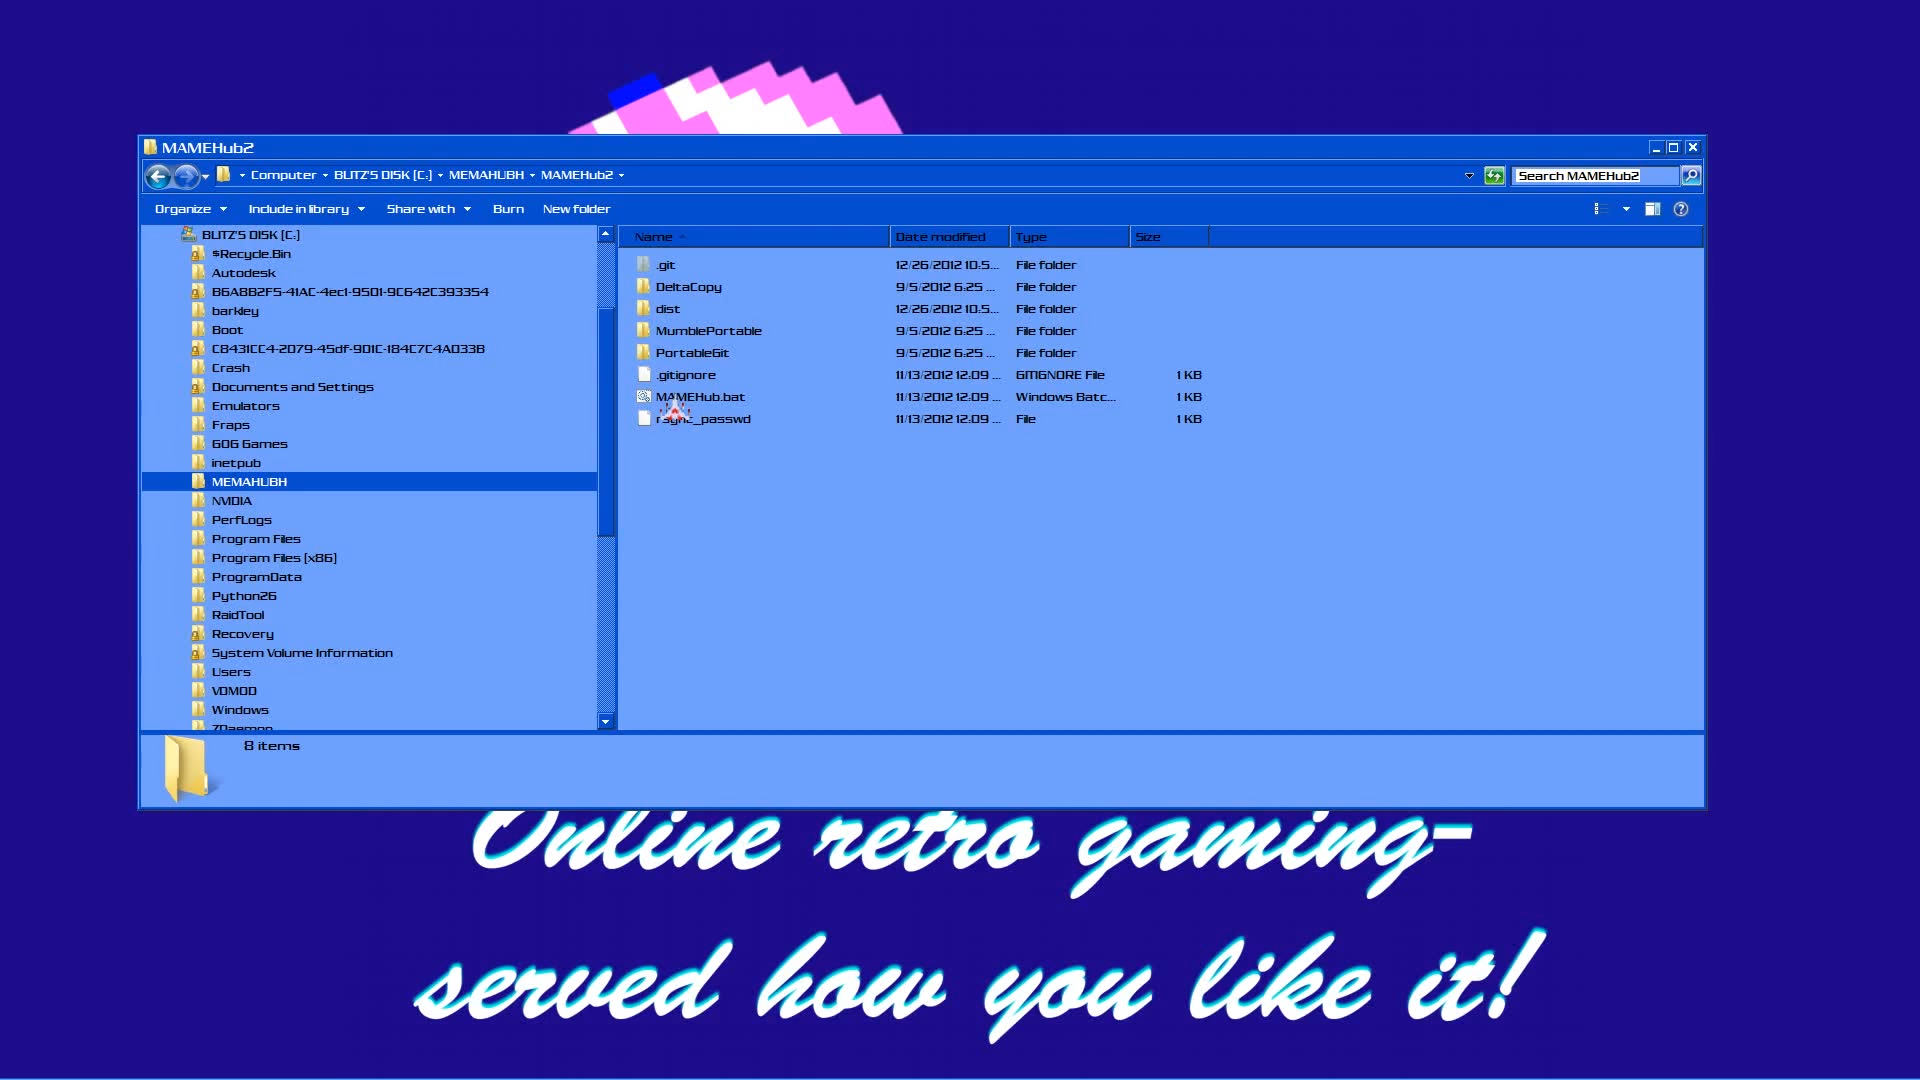 MAMEHub2
Computer BLITZ'S DISK [C:] MEMAHUBH MAMEHub2
Search MAMEHub2
Organize Include in library Share with Burn New folder
BLITZ'S DISK [C:]
$Recycle.Bin
Autodesk
B6A8B2F5-41AC-4ec1-9501-9C642C393354
barkley
Boot
CB431CC4-2079-45df-901C-184C7C4A033B
Crash
Documents and Settings
Emulators
Fraps
GOG Games
inetpub
MEMAHUBH
NVIDIA
PerfLogs
Program Files
Program Files [x86]
ProgramData
Python26
RaidTool
Recovery
System Volume Information
Users
VDMOD
Windows
ZDaemon
Name Date modified Type Size
.git 12/26/2012 10:5... File folder
DeltaCopy 9/5/2012 6:25 ... File folder
dist 12/26/2012 10:5... File folder
MumblePortable 9/5/2012 6:25 ... File folder
PortableGit 9/5/2012 6:25 ... File folder
.gitignore 11/13/2012 12:09 ... GITIGNORE File 1 KB
MAMEHub.bat 11/13/2012 12:09 ... Windows Batc... 1 KB
rsync_passwd 11/13/2012 12:09 ... File 1 KB
8 items
Online retro gaming-
served how you like it!